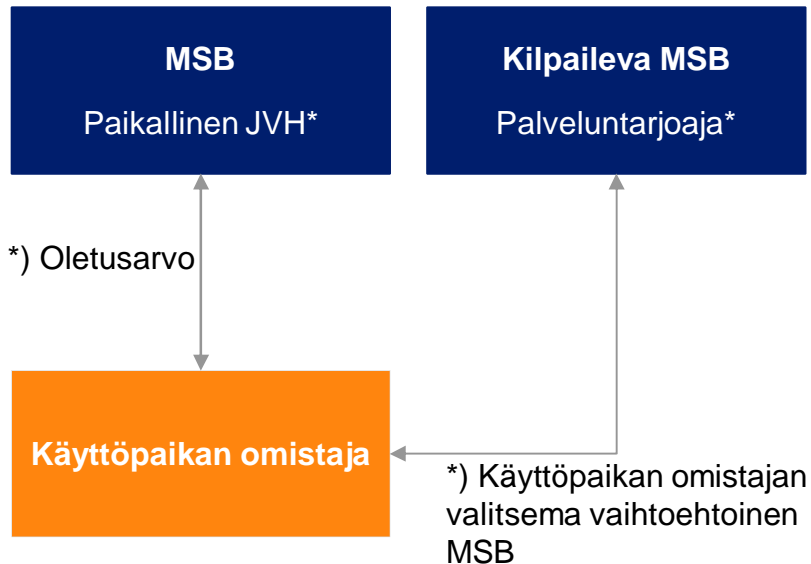 MSB
Paikallinen JVH*
Kilpaileva MSB
Palveluntarjoaja*
*) Oletusarvo
Käyttöpaikan omistaja
*) Käyttöpaikan omistajan
valitsema vaihtoehtoinen
MSB